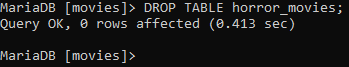 MariaDB [movies]> DROP TABLE horror_movies;
Query OK, 0 rows affected (0.413 sec)
MariaDB [movies]>